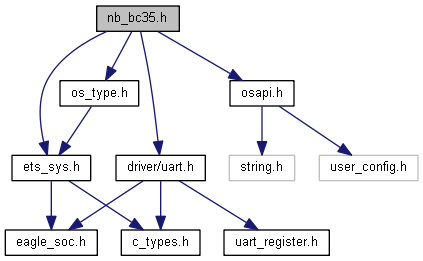 nb_bc35.h
os_type.h
osapi.h
ets_sys.h
driver/uart.h
string.h
user_config.h
eagle_soc.h
c_types.h
uart_register.h